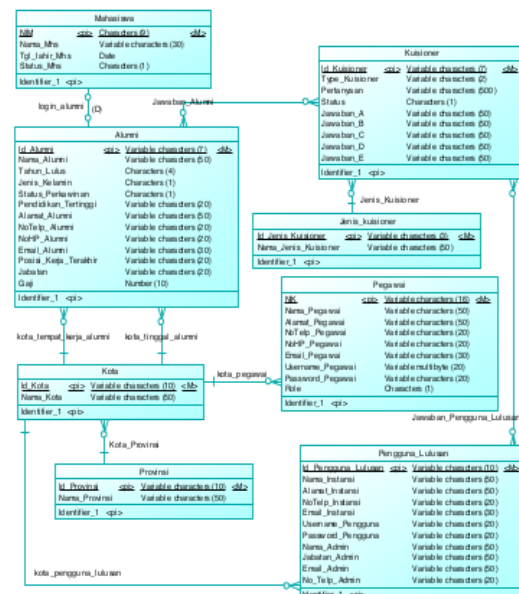 Mahasiswa
NIM <pi> Characters (9) <M>
Nama_Mhs Variable characters (30)
Tgl_lahir_Mhs Date
Status_Mhs Characters (1)
Identifier_1 <pi>
login_alumni (D)
Jawaban_Alumni
Kuisioner
Id_Kuisioner <pi> Variable characters (7) <M>
Type_Kuisioner Variable characters (2)
Pertanyaan Variable characters (500)
Status Characters (1)
Jawaban_A Variable characters (50)
Jawaban_B Variable characters (50)
Jawaban_C Variable characters (50)
Jawaban_D Variable characters (50)
Jawaban_E Variable characters (50)
Identifier_1 <pi>
Alumni
Id_Alumni <pi> Variable characters (7) <M>
Nama_Alumni Variable characters (50)
Tahun_Lulus Characters (4)
Jenis_Kelamin Characters (1)
Status_Perkawinan Characters (1)
Pendidikan_Tertinggi Variable characters (20)
Alamat_Alumni Variable characters (50)
NoTelp_Alumni Variable characters (20)
NoHP_Alumni Variable characters (20)
Email_Alumni Variable characters (30)
Posisi_Kerja_Terakhir Variable characters (20)
Jabatan Variable characters (20)
Gaji Number (10)
Identifier_1 <pi>
Jenis_Kuisioner
Jenis_kuisioner
Id_Jenis_Kuisioner <pi> Variable characters (3) <M>
Nama_Jenis_Kuisioner Variable characters (50)
Identifier_1 <pi>
Pegawai
NIK <pi> Variable characters (16) <M>
Nama_Pegawai Variable characters (50)
Alamat_Pegawai Variable characters (50)
NoTelp_Pegawai Variable characters (20)
NoHP_Pegawai Variable characters (20)
Email_Pegawai Variable characters (30)
Username_Pegawai Variable multibyte (20)
Password_Pegawai Variable characters (20)
Role Characters (1)
Identifier_1 <pi>
kota_tempat_kerja_alumni
kota_tinggal_alumni
kota_pegawai
Kota
Id_Kota <pi> Variable characters (10) <M>
Nama_Kota Variable characters (50)
Identifier_1 <pi>
Jawaban_Pengguna_Lulusan
Kota_Provinsi
Provinsi
Id_Provinsi <pi> Variable characters (10) <M>
Nama_Provinsi Variable characters (50)
Identifier_1 <pi>
Pengguna_Lulusan
Id_Pengguna_Lulusan <pi> Variable characters (10) <M>
Nama_Instansi Variable characters (50)
Alamat_Instansi Variable characters (50)
NoTelp_Instansi Variable characters (20)
Email_Instansi Variable characters (30)
Username_Pengguna Variable characters (20)
Password_Pengguna Variable characters (20)
Nama_Admin Variable characters (50)
Jabatan_Admin Variable characters (50)
Email_Admin Variable characters (50)
No_Telp_Admin Variable characters (20)
kota_pengguna_lulusan